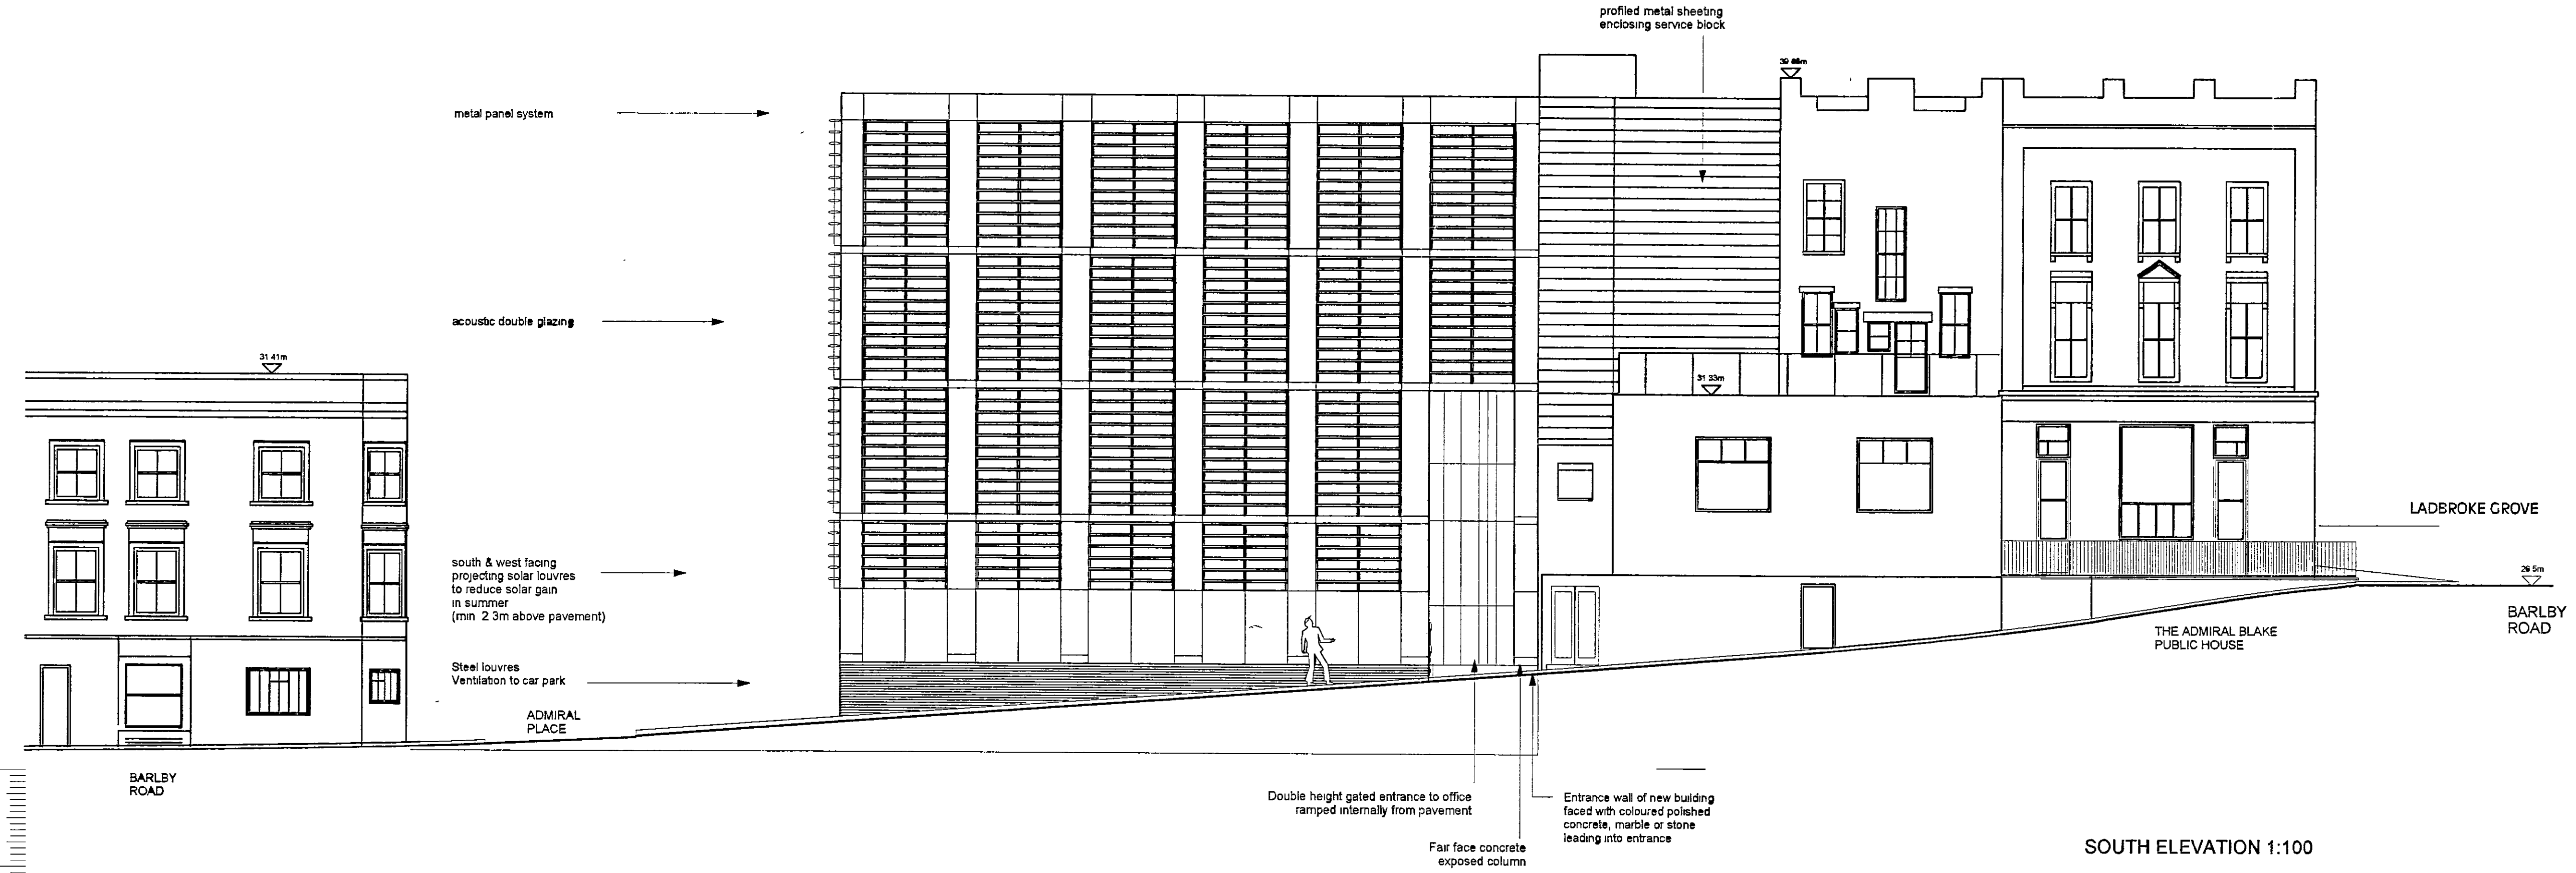 profiled metal sheeting
enclosing service block
metal panel system
acoustic double glazing
31 41m
31 33m
LADBROKE GROVE
south & west facing
projecting solar louvres
to reduce solar gain
in summer
(min 2 3m above pavement)
26 5m
BARLBY
ROAD
THE ADMIRAL BLAKE
PUBLIC HOUSE
Steel louvres
Ventilation to car park
ADMIRAL
PLACE
BARLBY
ROAD
Double height gated entrance to office
ramped internally from pavement
Entrance wall of new building
faced with coloured polished
concrete, marble or stone
leading into entrance
Fair face concrete
exposed column
SOUTH ELEVATION 1:100